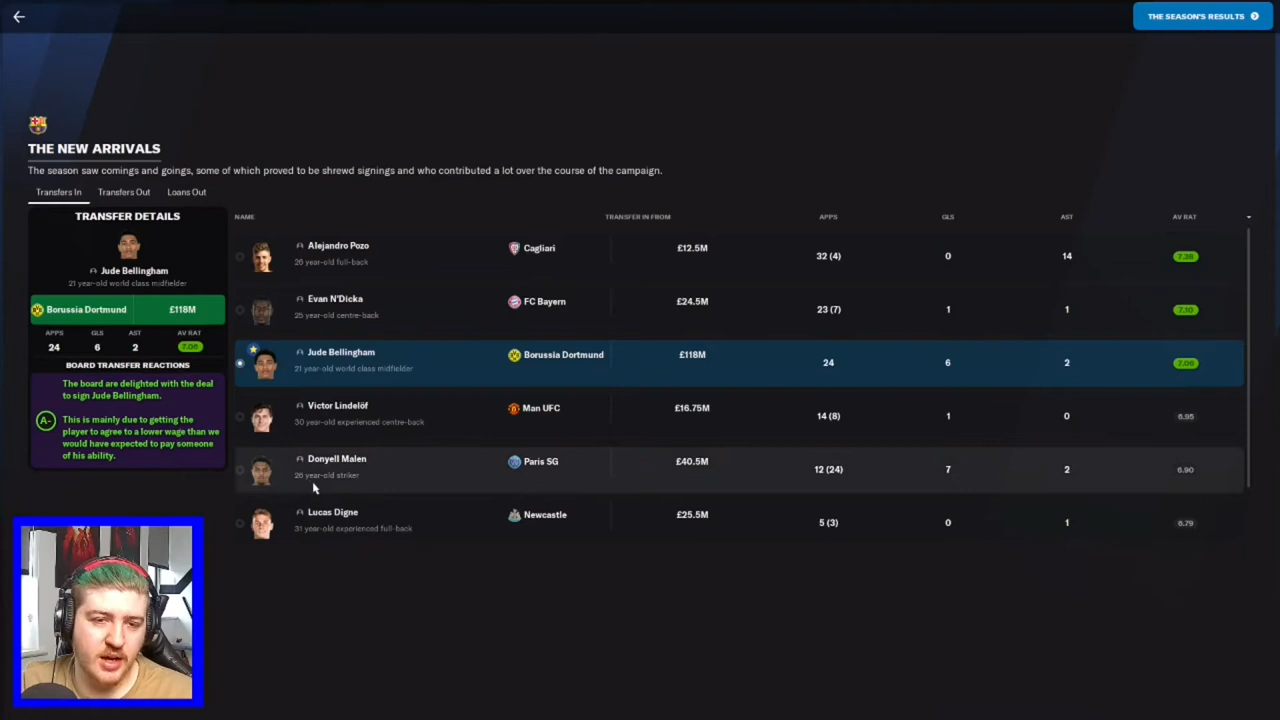 THE SEASON'S RESULTS
THE NEW ARRIVALS
The season saw comings and goings, some of which proved to be shrewd signings and who contributed a lot over the course of the campaign.
Transfers In Transfers Out Loans Out
TRANSFER DETAILS
Jude Bellingham
21 year-old world class midfielder
Borussia Dortmund £118M
APPS GLS AST AV RAT
24 6 2 7.06
BOARD TRANSFER REACTIONS
The board are delighted with the deal
to sign Jude Bellingham.
A-
This is mainly due to getting the
player to agree to a lower wage than we
would have expected to pay someone
of his ability.
NAME TRANSFER IN FROM APPS GLS AST AV RAT
Alejandro Pozo Cagliari £12.5M 32 (4) 0 14
26 year-old full-back
Evan N'Dicka FC Bayern £24.5M 23 (7) 1 1 7.10
25 year-old centre-back
Jude Bellingham Borussia Dortmund £118M 24 6 2 7.06
21 year-old world class midfielder
Victor Lindelöf Man UFC £16.75M 14 (8) 1 0 6.95
30 year-old experienced centre-back
Donyell Malen Paris SG £40.5M 12 (24) 7 2 6.90
26 year-old striker
Lucas Digne Newcastle £25.5M 5 (3) 0 1 6.79
31 year-old experienced full-back